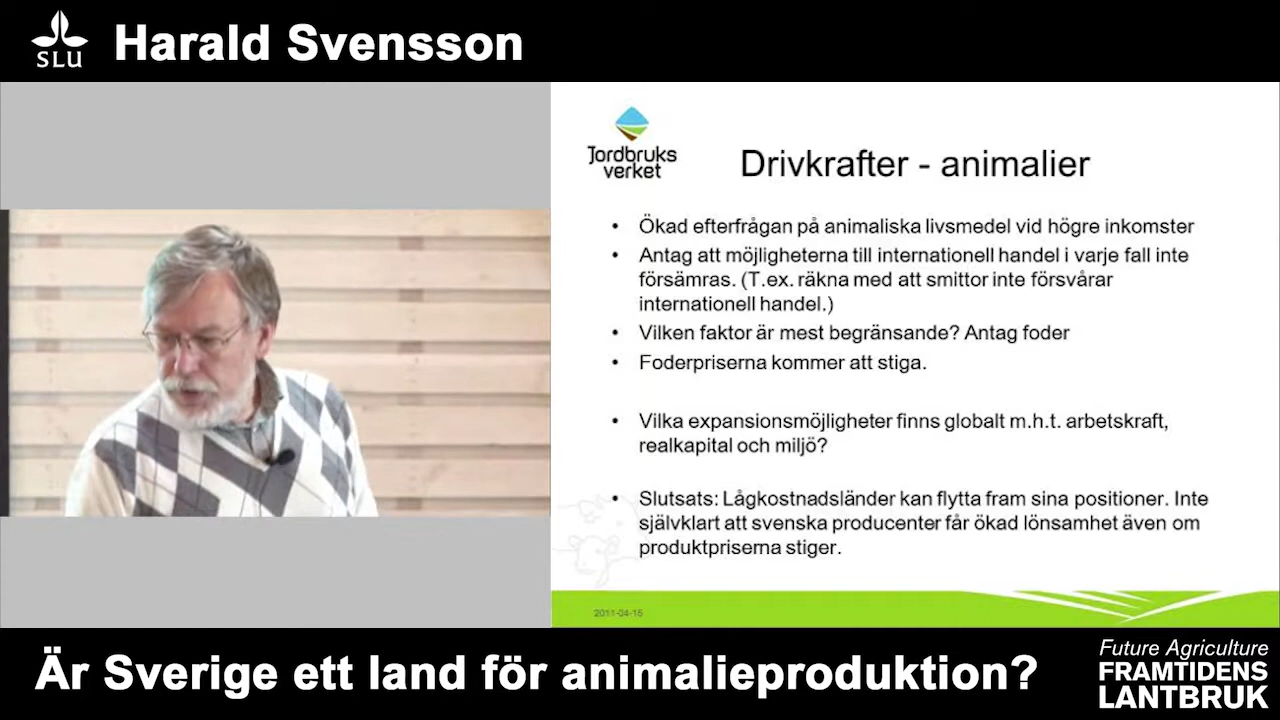 SLU
Harald Svensson
Jordbruks
verket
Drivkrafter - animalier
• Ökad efterfrågan på animaliska livsmedel vid högre inkomster
• Antag att möjligheterna till internationell handel i varje fall inte
försämras. (T.ex. räkna med att smittor inte försvårar
internationell handel.)
• Vilken faktor är mest begränsande? Antag foder
• Foderpriserna kommer att stiga.
• Vilka expansionsmöjligheter finns globalt m.h.t. arbetskraft,
realkapital och miljö?
• Slutsats: Lågkostnadsländer kan flytta fram sina positioner. Inte
självklart att svenska producenter får ökad lönsamhet även om
produktpriserna stiger.
2011-04-15
Är Sverige ett land för animalieproduktion?
Future Agriculture
FRAMTIDENS
LANTBRUK